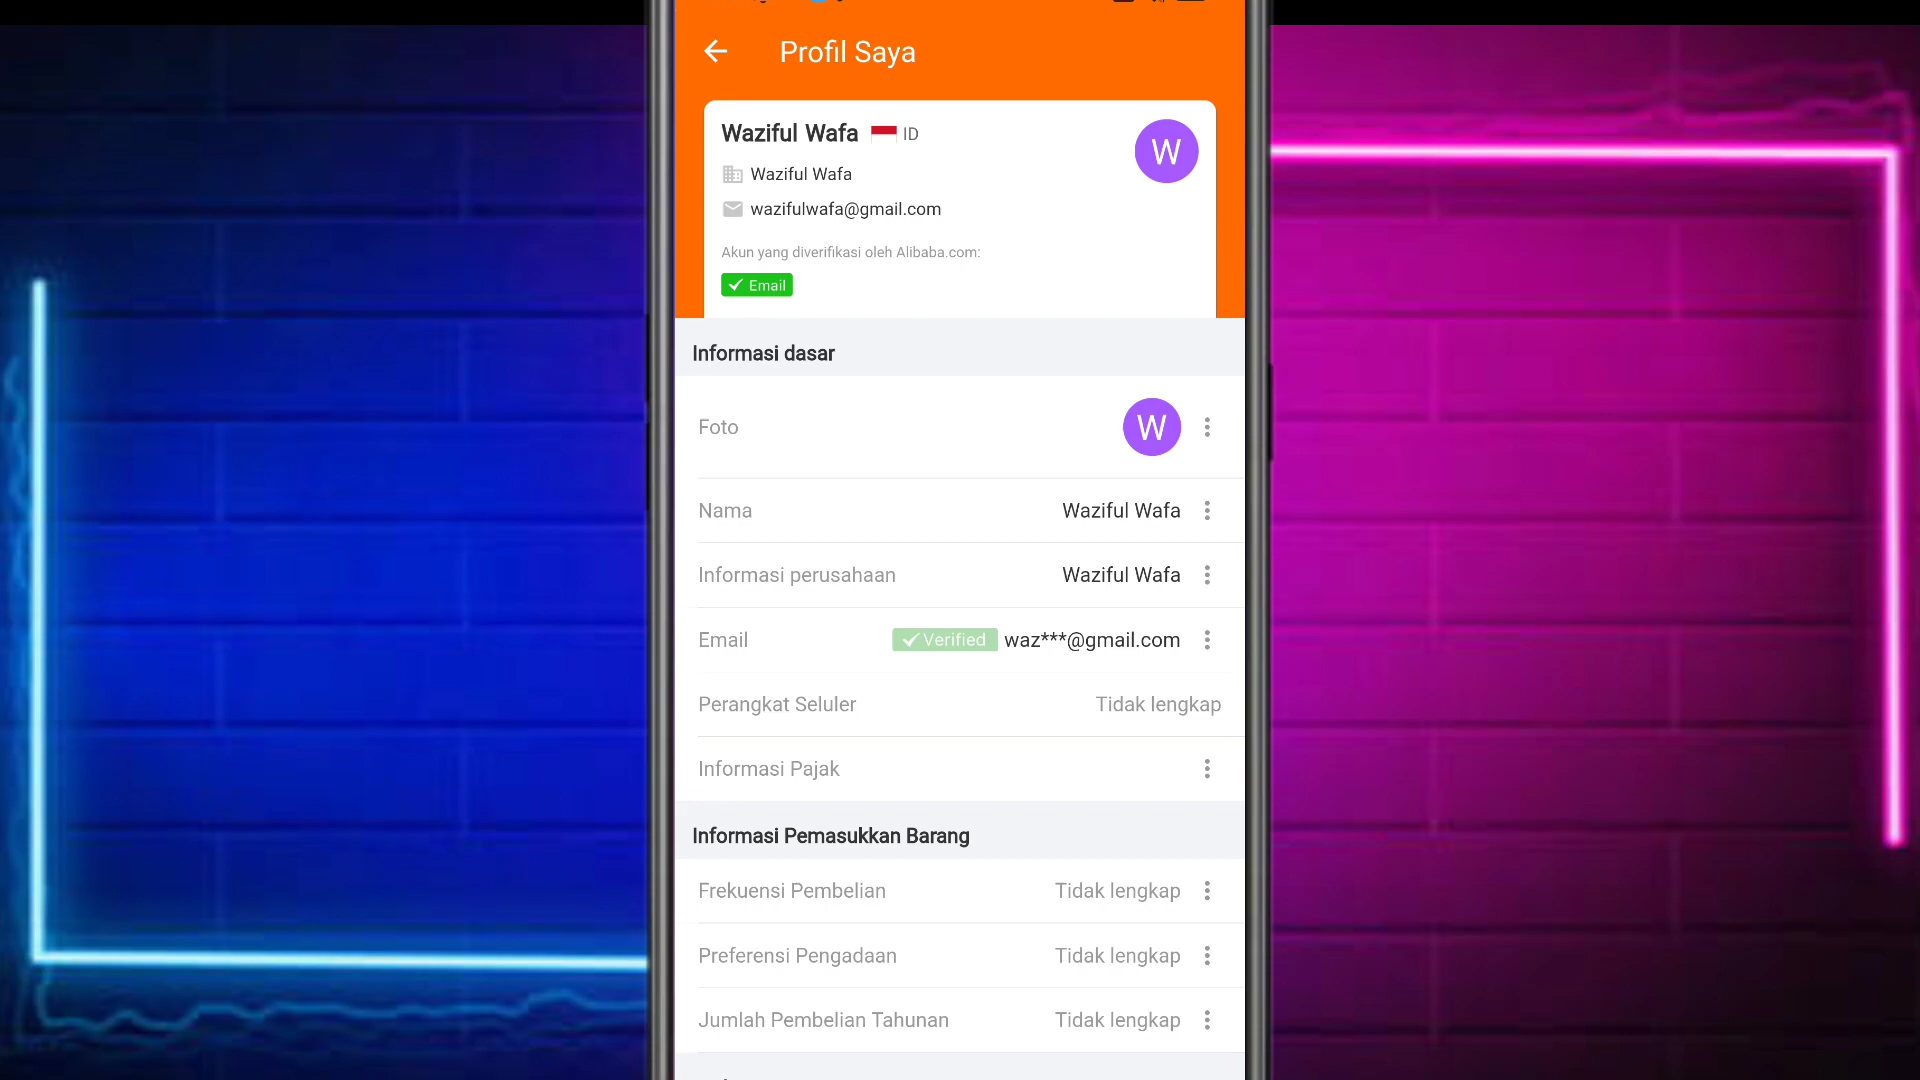 Profil Saya
Waziful Wafa ID
W
Waziful Wafa
wazifulwafa@gmail.com
Akun yang diverifikasi oleh Alibaba.com:
Email
Informasi dasar
Foto W
Nama Waziful Wafa
Informasi perusahaan Waziful Wafa
Email Verified waz***@gmail.com
Perangkat Seluler Tidak lengkap
Informasi Pajak
Informasi Pemasukkan Barang
Frekuensi Pembelian Tidak lengkap
Preferensi Pengadaan Tidak lengkap
Jumlah Pembelian Tahunan Tidak lengkap